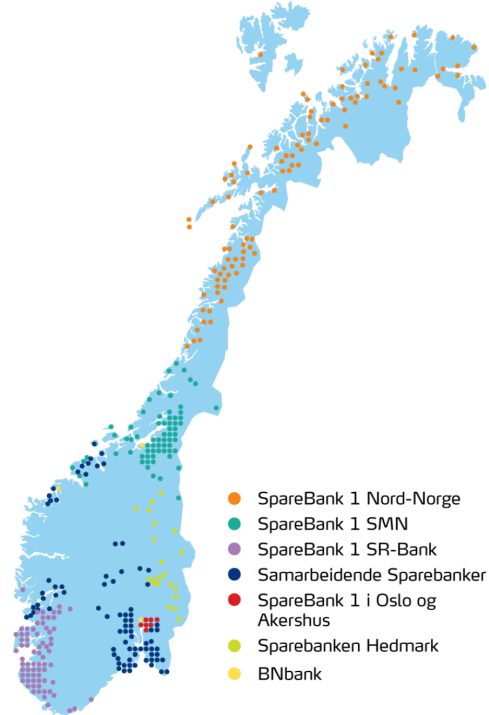 SpareBank 1 Nord-Norge
SpareBank 1 SMN
SpareBank 1 SR-Bank
Samarbeidende Sparebanker
SpareBank 1 i Oslo og
Akershus
Sparebanken Hedmark
BNbank